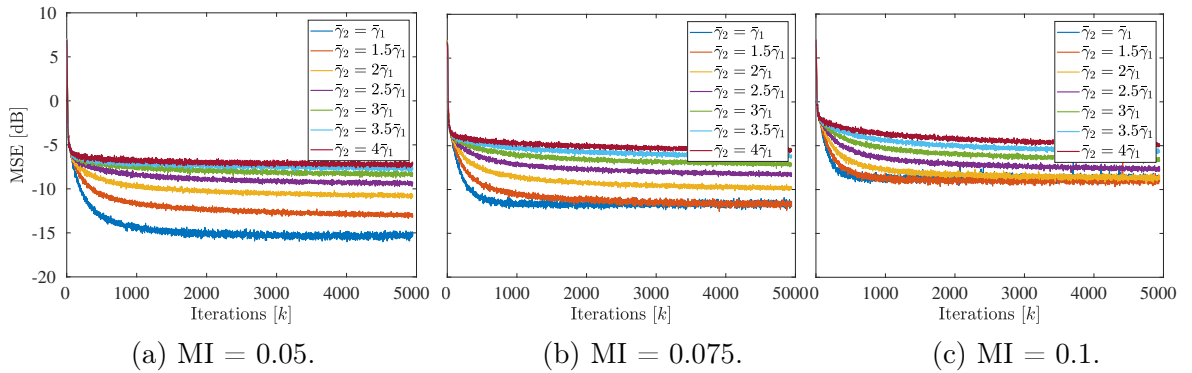 10
5
0
-5
-10
-15
-20
MSE [dB]
γ̄₂ = γ̄₁
γ̄₂ = 1.5γ̄₁
γ̄₂ = 2γ̄₁
γ̄₂ = 2.5γ̄₁
γ̄₂ = 3γ̄₁
γ̄₂ = 3.5γ̄₁
γ̄₂ = 4γ̄₁
0 1000 2000 3000 4000 5000
Iterations [k]
(a) MI = 0.05.
γ̄₂ = γ̄₁
γ̄₂ = 1.5γ̄₁
γ̄₂ = 2γ̄₁
γ̄₂ = 2.5γ̄₁
γ̄₂ = 3γ̄₁
γ̄₂ = 3.5γ̄₁
γ̄₂ = 4γ̄₁
0 1000 2000 3000 4000 5000
Iterations [k]
(b) MI = 0.075.
γ̄₂ = γ̄₁
γ̄₂ = 1.5γ̄₁
γ̄₂ = 2γ̄₁
γ̄₂ = 2.5γ̄₁
γ̄₂ = 3γ̄₁
γ̄₂ = 3.5γ̄₁
γ̄₂ = 4γ̄₁
0 1000 2000 3000 4000 5000
Iterations [k]
(c) MI = 0.1.